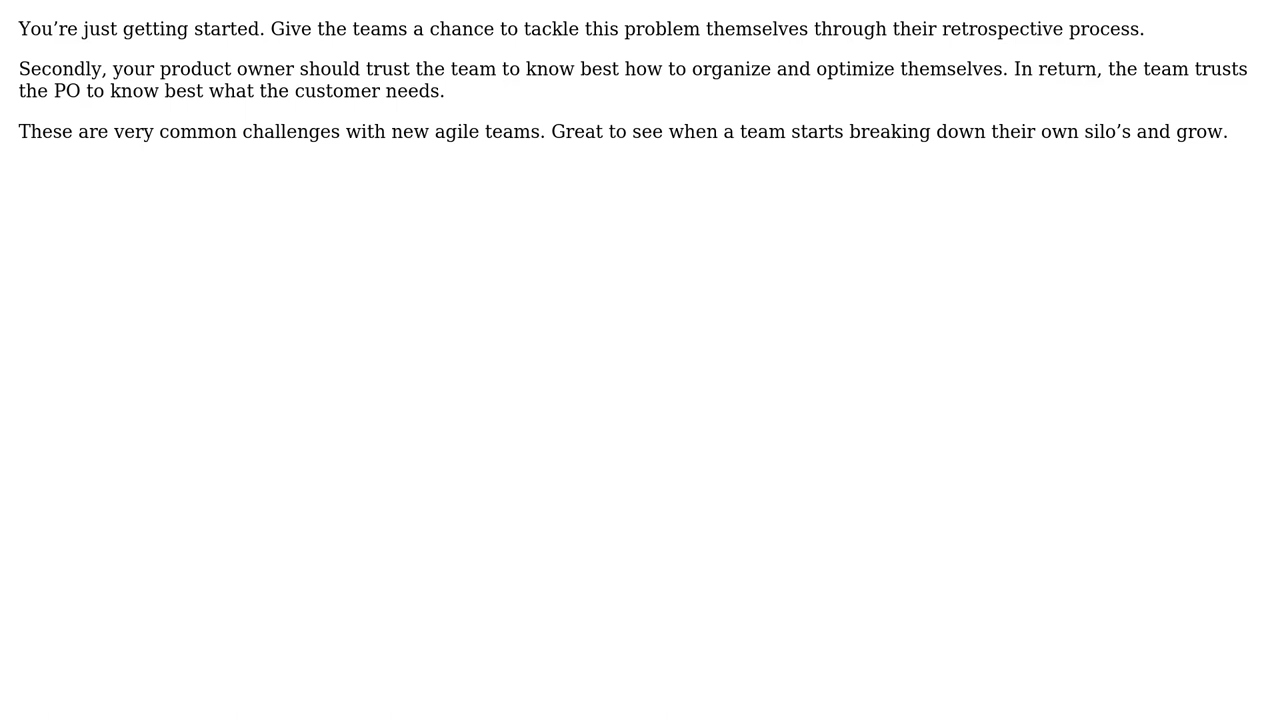 You’re just getting started. Give the teams a chance to tackle this problem themselves through their retrospective process.
Secondly, your product owner should trust the team to know best how to organize and optimize themselves. In return, the team trusts
the PO to know best what the customer needs.
These are very common challenges with new agile teams. Great to see when a team starts breaking down their own silo’s and grow.